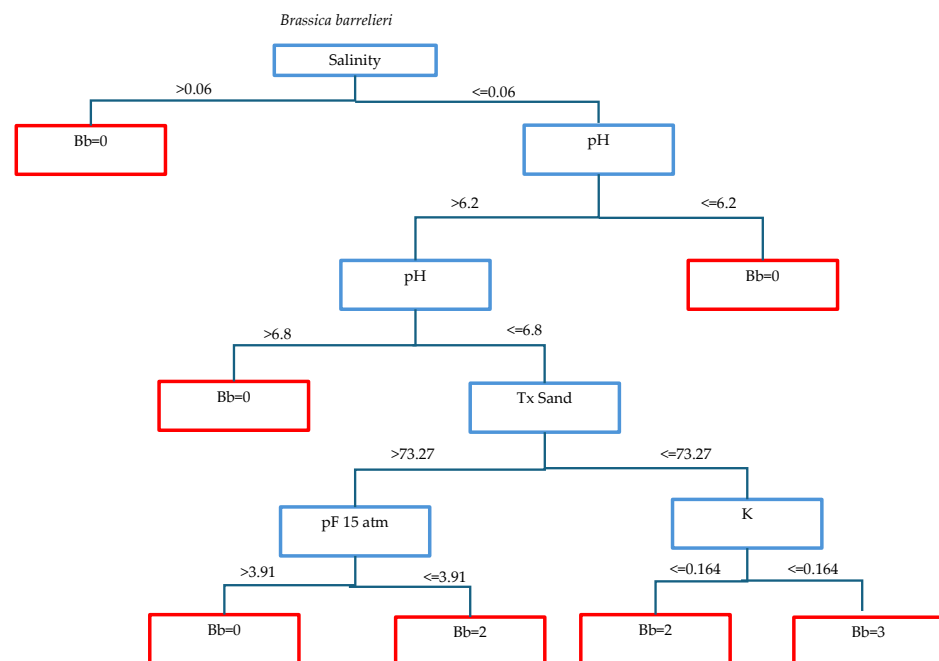 Brassica barrelieri
Salinity
>0.06
<=0.06
Bb=0
pH
>6.2
<=6.2
pH
Bb=0
>6.8
<=6.8
Bb=0
Tx Sand
>73.27
<=73.27
pF 15 atm
K
>3.91
<=3.91
<=0.164
<=0.164
Bb=0
Bb=2
Bb=2
Bb=3